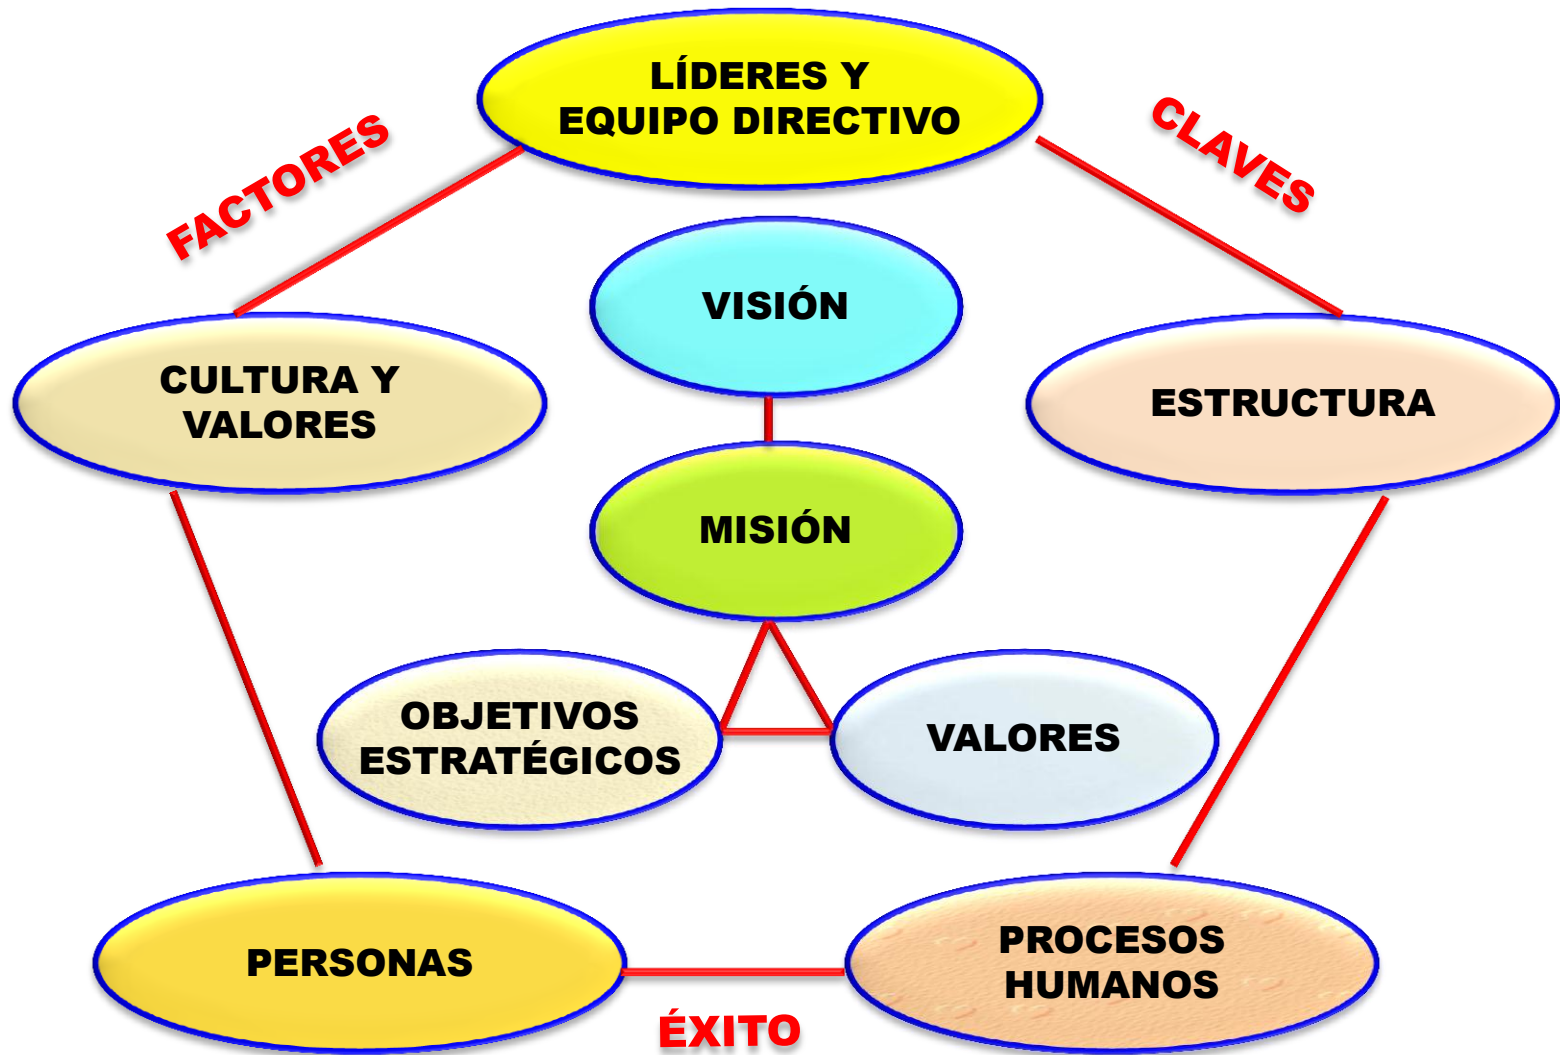 LÍDERES Y
EQUIPO DIRECTIVO
FACTORES
CLAVES
VISIÓN
CULTURA Y
VALORES
ESTRUCTURA
MISIÓN
OBJETIVOS
ESTRATÉGICOS
VALORES
PERSONAS
PROCESOS
HUMANOS
ÉXITO